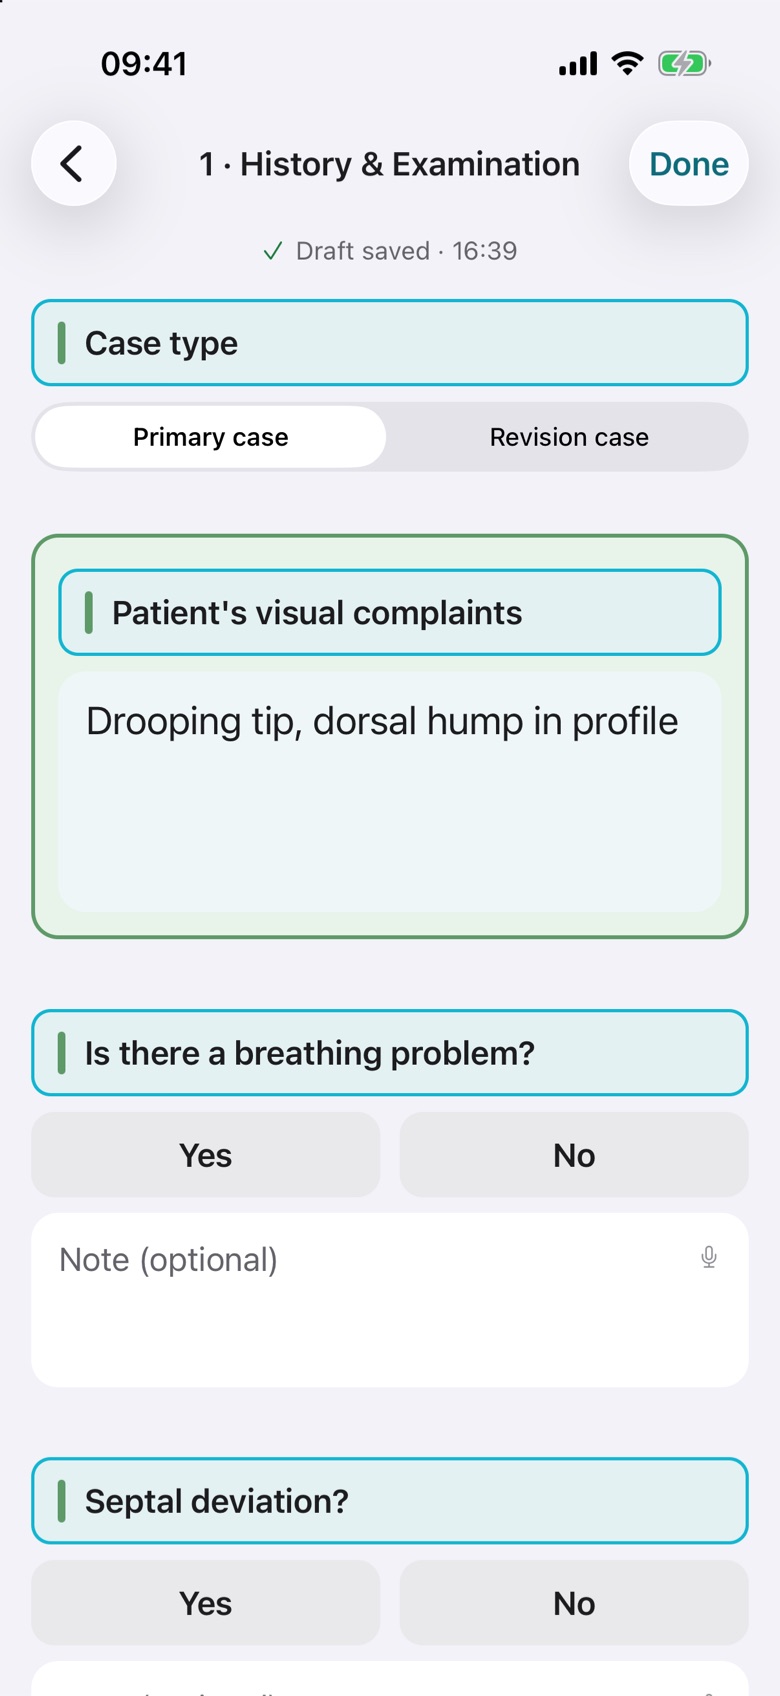 09:41
1 · History & Examination
Done
Draft saved · 16:39
Case type
Primary case
Revision case
Patient's visual complaints
Drooping tip, dorsal hump in profile
Is there a breathing problem?
Yes
No
Note (optional)
Septal deviation?
Yes
No